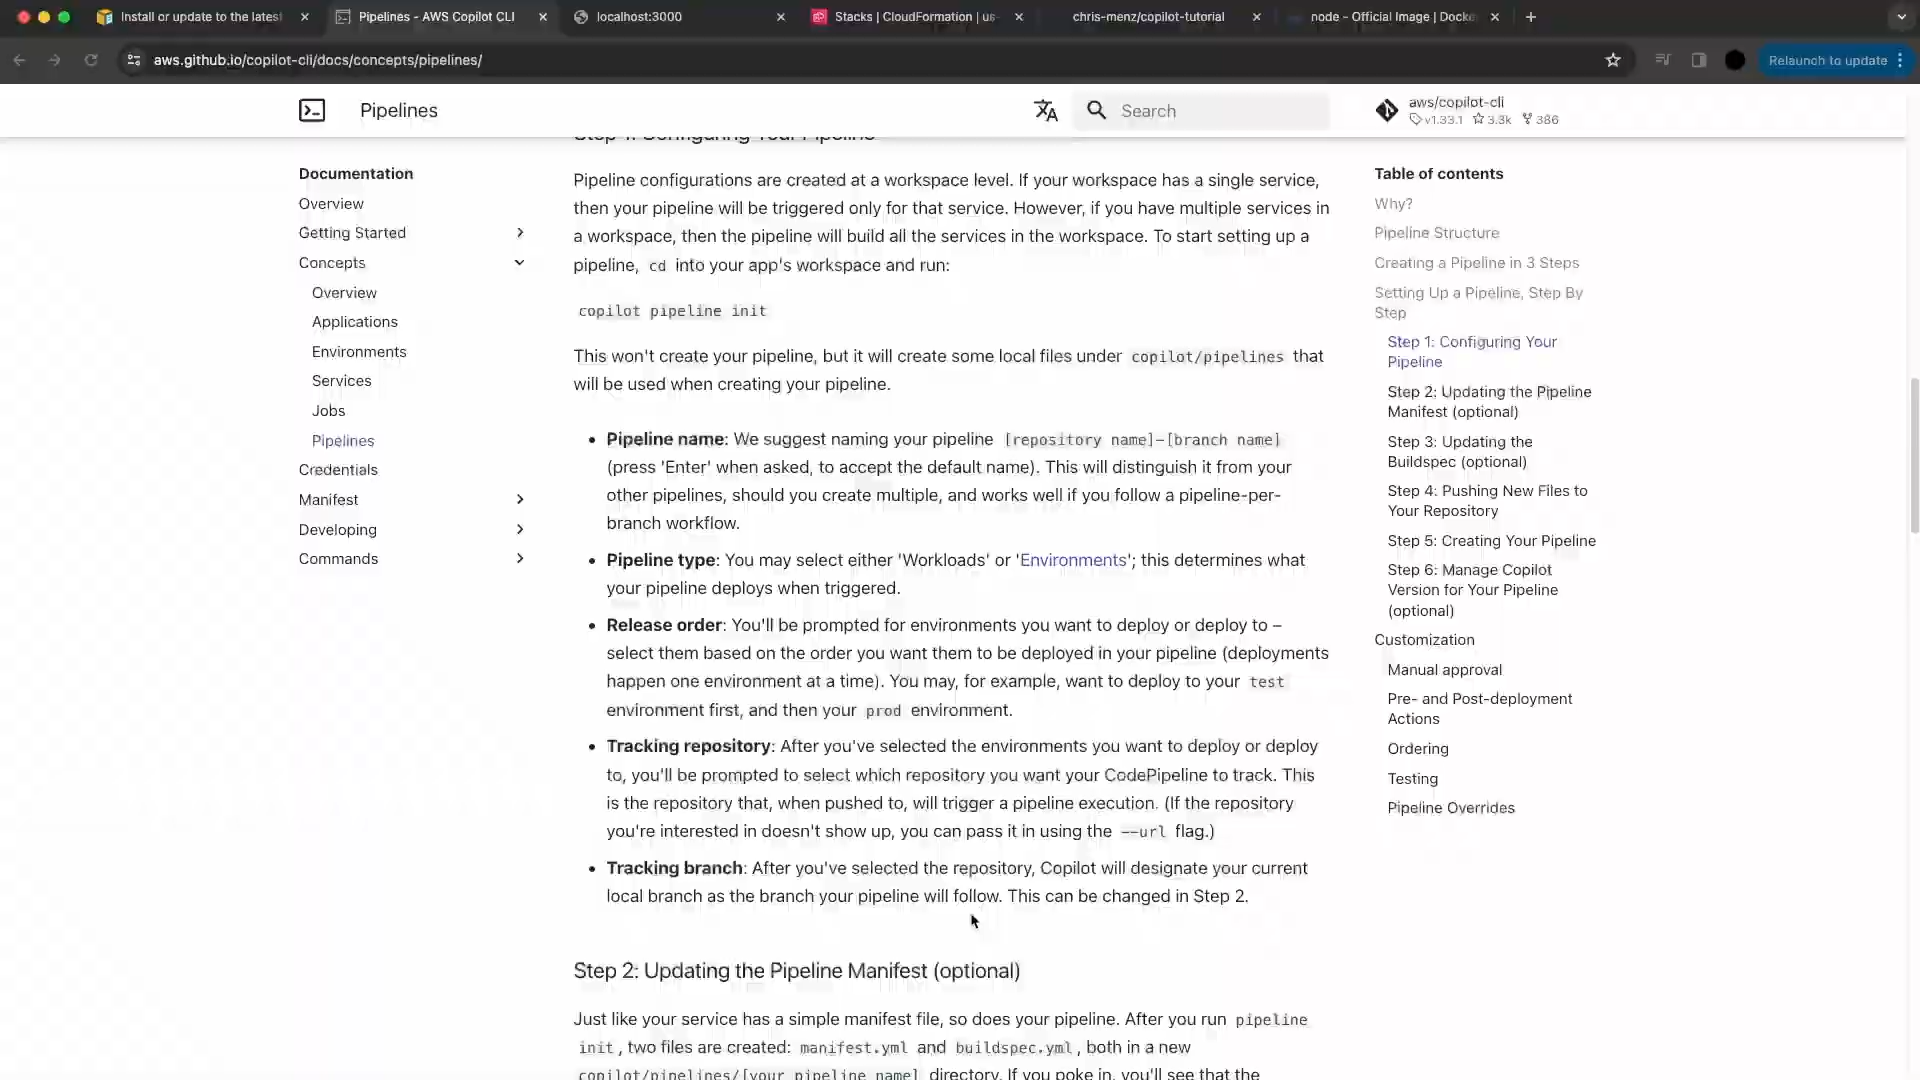 Install or update to the latest
Pipelines - AWS Copilot CLI
localhost:3000
Stacks | CloudFormation | us-
chris-menz/copilot-tutorial
node - Official Image | Docke
aws.github.io/copilot-cli/docs/concepts/pipelines/
Relaunch to update
Pipelines
Search
aws/copilot-cli
v1.33.1 3.3k 386
Documentation
Overview
Getting Started
Concepts
Overview
Applications
Environments
Services
Jobs
Pipelines
Credentials
Manifest
Developing
Commands
Step 1: Configuring Your Pipeline
Pipeline configurations are created at a workspace level. If your workspace has a single service,
then your pipeline will be triggered only for that service. However, if you have multiple services in
a workspace, then the pipeline will build all the services in the workspace. To start setting up a
pipeline, cd into your app's workspace and run:
copilot pipeline init
This won't create your pipeline, but it will create some local files under copilot/pipelines that
will be used when creating your pipeline.
• Pipeline name: We suggest naming your pipeline [repository name]-[branch name]
(press 'Enter' when asked, to accept the default name). This will distinguish it from your
other pipelines, should you create multiple, and works well if you follow a pipeline-per-
branch workflow.
• Pipeline type: You may select either 'Workloads' or 'Environments'; this determines what
your pipeline deploys when triggered.
• Release order: You'll be prompted for environments you want to deploy or deploy to –
select them based on the order you want them to be deployed in your pipeline (deployments
happen one environment at a time). You may, for example, want to deploy to your test
environment first, and then your prod environment.
• Tracking repository: After you've selected the environments you want to deploy or deploy
to, you'll be prompted to select which repository you want your CodePipeline to track. This
is the repository that, when pushed to, will trigger a pipeline execution. (If the repository
you're interested in doesn't show up, you can pass it in using the --url flag.)
• Tracking branch: After you've selected the repository, Copilot will designate your current
local branch as the branch your pipeline will follow. This can be changed in Step 2.
Step 2: Updating the Pipeline Manifest (optional)
Just like your service has a simple manifest file, so does your pipeline. After you run pipeline
init, two files are created: manifest.yml and buildspec.yml, both in a new
copilot/pipelines/[your pipeline name] directory. If you poke in, you'll see that the
Table of contents
Why?
Pipeline Structure
Creating a Pipeline in 3 Steps
Setting Up a Pipeline, Step By
Step
Step 1: Configuring Your
Pipeline
Step 2: Updating the Pipeline
Manifest (optional)
Step 3: Updating the
Buildspec (optional)
Step 4: Pushing New Files to
Your Repository
Step 5: Creating Your Pipeline
Step 6: Manage Copilot
Version for Your Pipeline
(optional)
Customization
Manual approval
Pre- and Post-deployment
Actions
Ordering
Testing
Pipeline Overrides